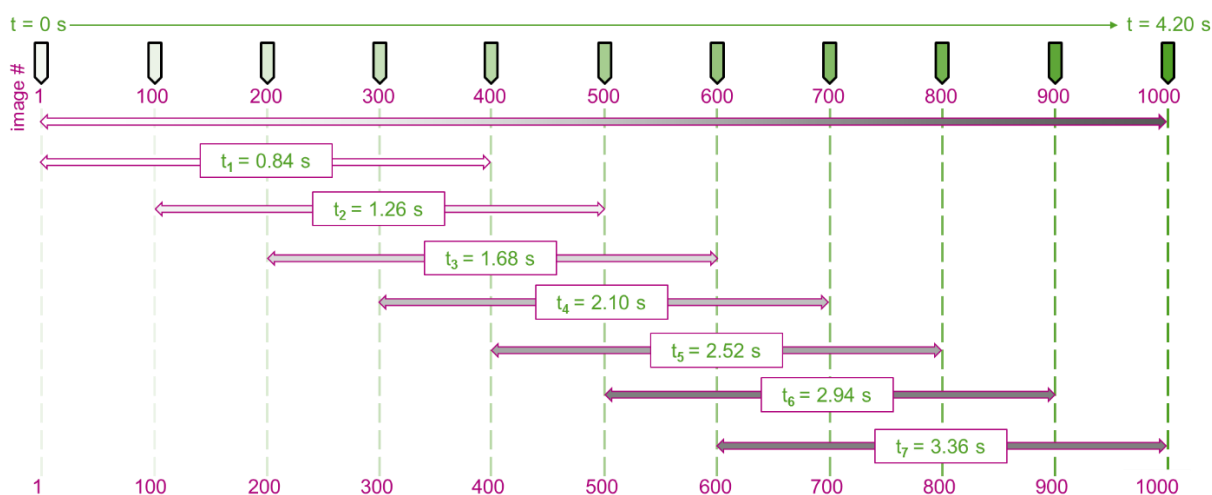 t = 0 s t = 4.20 s
image #
1 100 200 300 400 500 600 700 800 900 1000
t1 = 0.84 s
t2 = 1.26 s
t3 = 1.68 s
t4 = 2.10 s
t5 = 2.52 s
t6 = 2.94 s
t7 = 3.36 s
1 100 200 300 400 500 600 700 800 900 1000